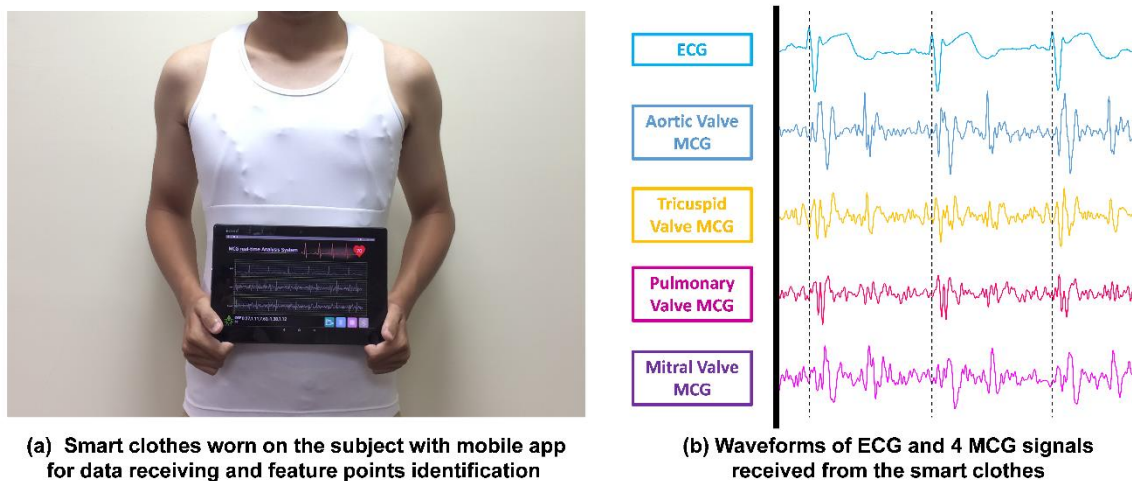 MCG real-time Analysis System
ECG
Aortic Valve
MCG
Tricuspid
Valve MCG
Pulmonary
Valve MCG
Mitral Valve
MCG
(a) Smart clothes worn on the subject with mobile app
for data receiving and feature points identification
(b) Waveforms of ECG and 4 MCG signals
received from the smart clothes